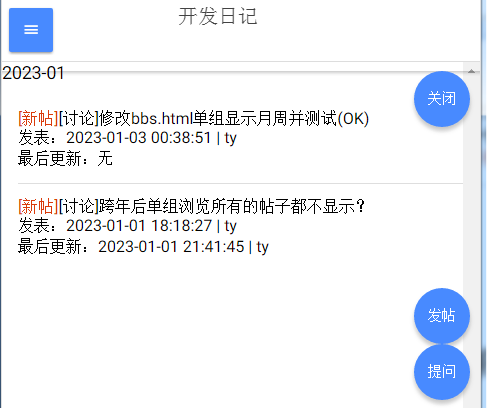 开发日记
2023-01
关闭
[新帖][讨论]修改bbs.html单组显示月周并测试(OK)
发表：2023-01-03 00:38:51 | ty
最后更新：无
[新帖][讨论]跨年后单组浏览所有的帖子都不显示?
发表：2023-01-01 18:18:27 | ty
最后更新：2023-01-01 21:41:45 | ty
发帖
提问